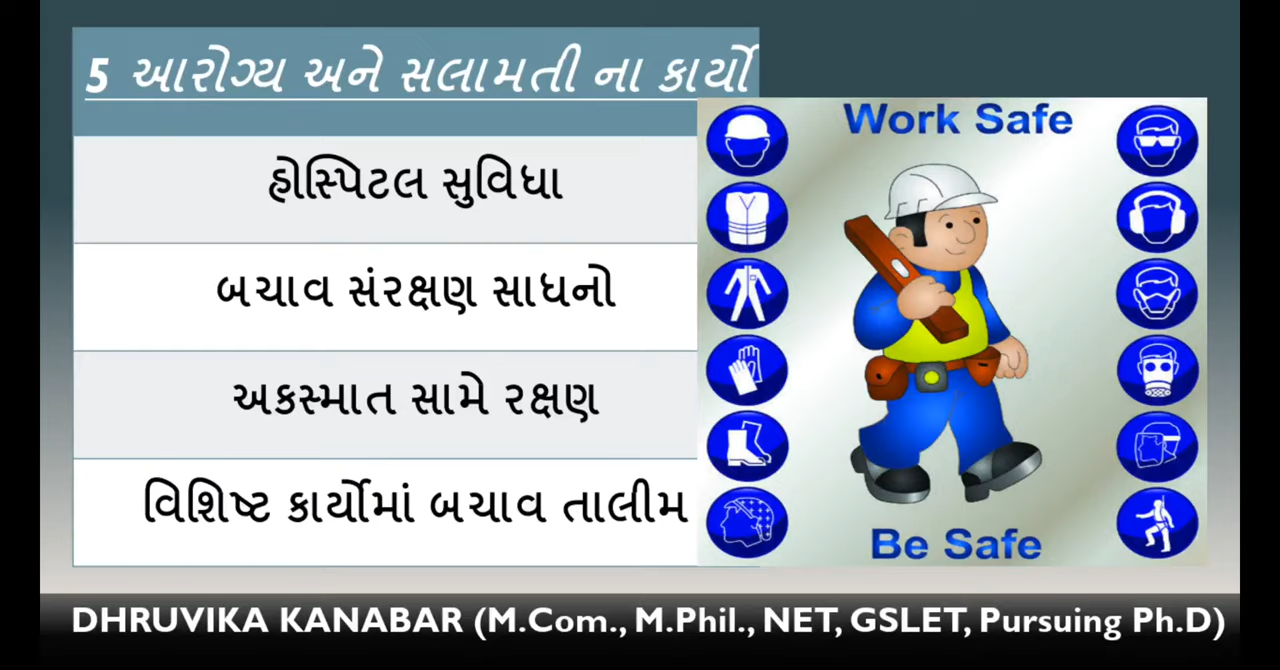 5 આરોગ્ય અને સલામતી ના કાર્યો
હોસ્પિટલ સુવિધા
બચાવ સંરક્ષણ સાધનો
અકસ્માત સામે રક્ષણ
વિશિષ્ટ કાર્યોમાં બચાવ તાલીમ
Work Safe
Be Safe
DHRUVIKA KANABAR (M.Com., M.Phil., NET, GSLET, Pursuing Ph.D)